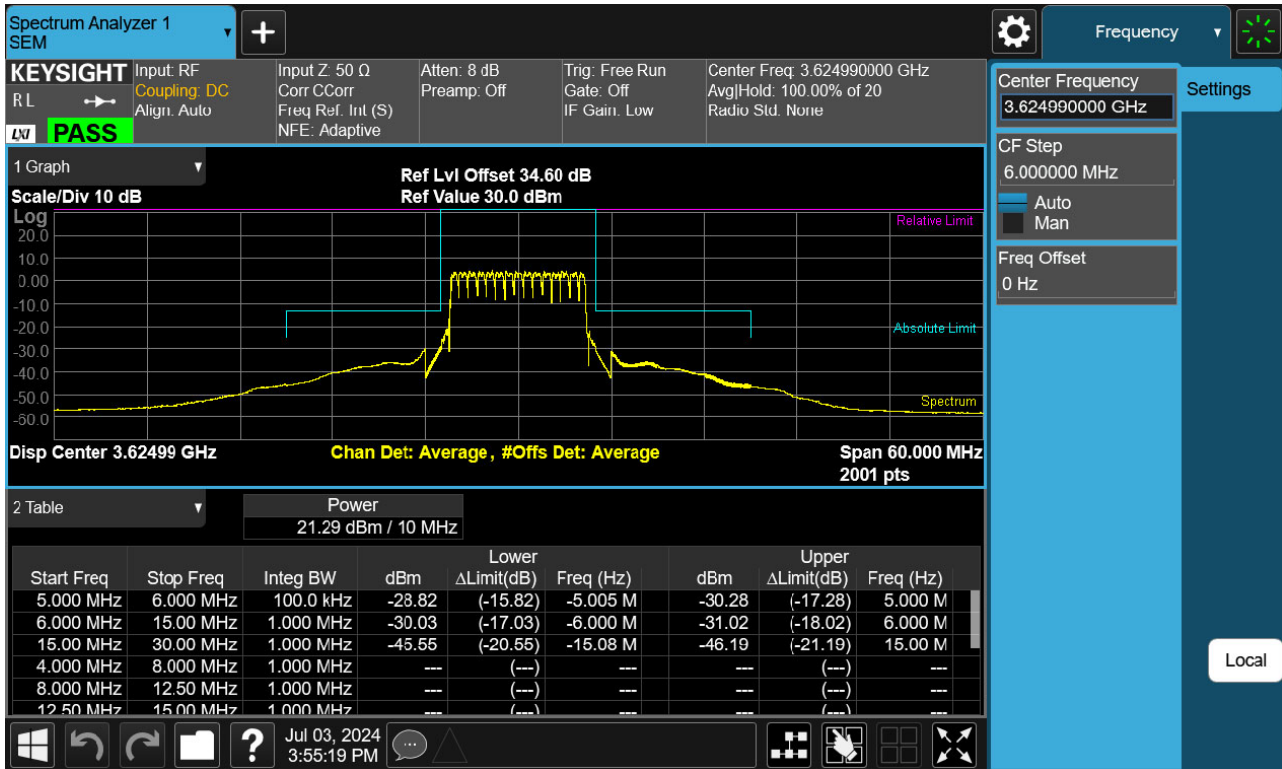 Spectrum Analyzer 1
SEM
Frequency
KEYSIGHT
R L
LXI
PASS
Input: RF
Coupling: DC
Align: Auto
Input Z: 50 Ω
Corr CCorr
Freq Ref: Int (S)
NFE: Adaptive
Atten: 8 dB
Preamp: Off
Trig: Free Run
Gate: Off
IF Gain: Low
Center Freq: 3.624990000 GHz
Avg|Hold: 100.00% of 20
Radio Std: None
Center Frequency
3.624990000 GHz
Settings
CF Step
6.000000 MHz
Auto
Man
Freq Offset
0 Hz
1 Graph
Scale/Div 10 dB
Ref Lvl Offset 34.60 dB
Ref Value 30.0 dBm
Log
20.0
10.0
0.00
-10.0
-20.0
-30.0
-40.0
-50.0
-60.0
Relative Limit
Absolute Limit
Spectrum
Disp Center 3.62499 GHz
Chan Det: Average, #Offs Det: Average
Span 60.000 MHz
2001 pts
2 Table
Power
21.29 dBm / 10 MHz
Lower Upper
Start Freq Stop Freq Integ BW dBm ΔLimit(dB) Freq (Hz) dBm ΔLimit(dB) Freq (Hz)
5.000 MHz 6.000 MHz 100.0 kHz -28.82 (-15.82) -5.005 M -30.28 (-17.28) 5.000 M
6.000 MHz 15.00 MHz 1.000 MHz -30.03 (-17.03) -6.000 M -31.02 (-18.02) 6.000 M
15.00 MHz 30.00 MHz 1.000 MHz -45.55 (-20.55) -15.08 M -46.19 (-21.19) 15.00 M
4.000 MHz 8.000 MHz 1.000 MHz --- (---) --- --- (---) ---
8.000 MHz 12.50 MHz 1.000 MHz --- (---) --- --- (---) ---
12.50 MHz 15.00 MHz 1.000 MHz --- (---) --- --- (---) ---
Local
?
Jul 03, 2024
3:55:19 PM